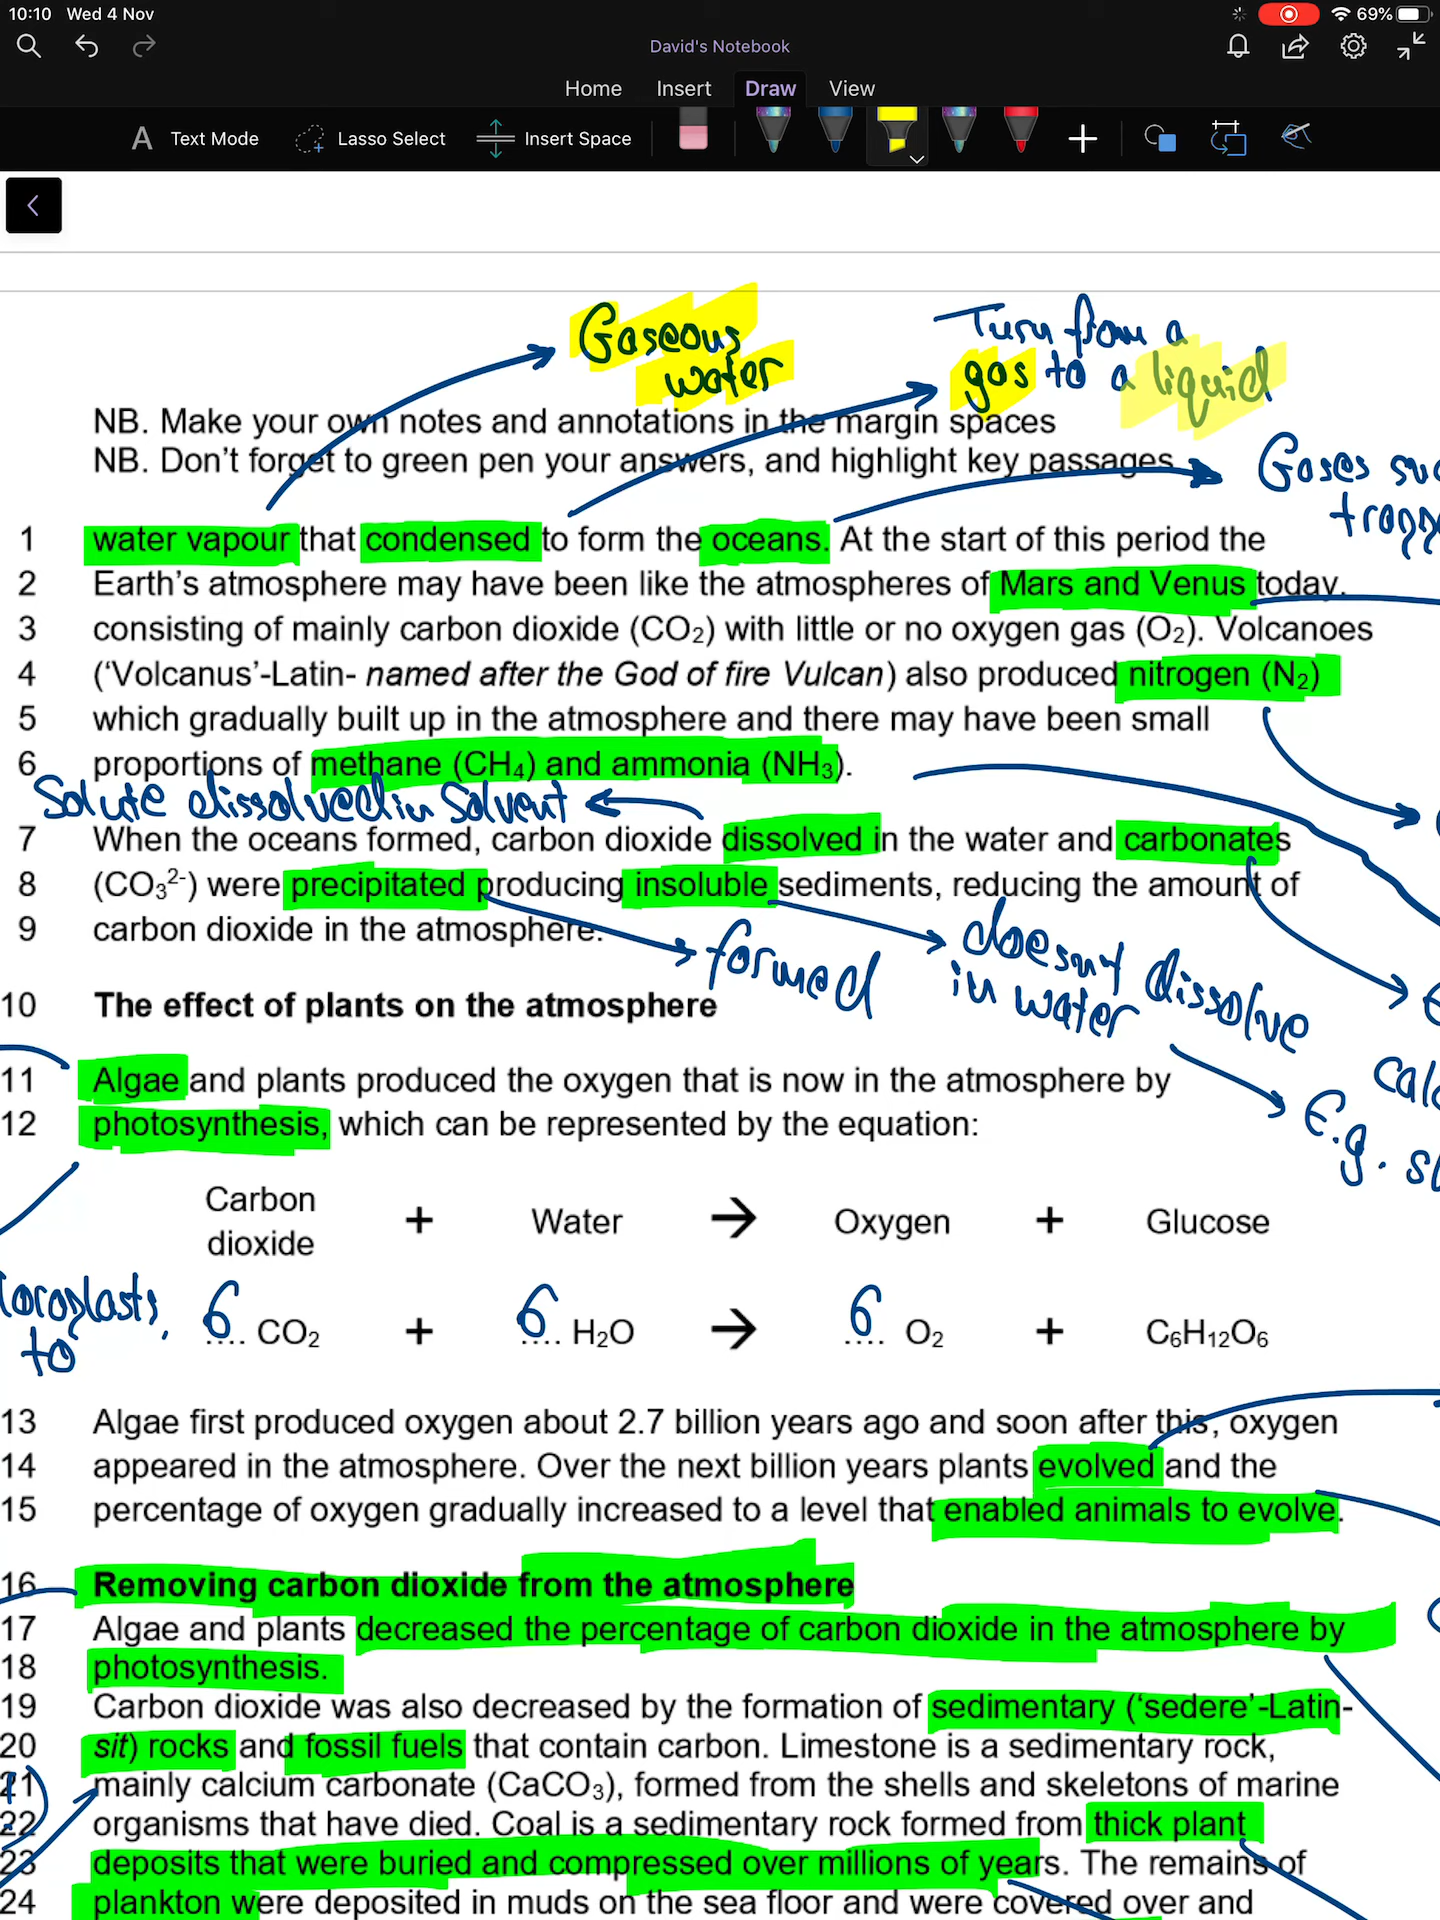 10:10 Wed 4 Nov
69%
David's Notebook
Home Insert Draw View
A Text Mode Lasso Select Insert Space
Gaseous
water
Turn from a
gas to a liquid
NB. Make your own notes and annotations in the margin spaces
NB. Don't forget to green pen your answers, and highlight key passages
Gases
1 water vapour that condensed to form the oceans. At the start of this period the
2 Earth's atmosphere may have been like the atmospheres of Mars and Venus today,
3 consisting of mainly carbon dioxide (CO₂) with little or no oxygen gas (O₂). Volcanoes
4 ('Volcanus'-Latin- named after the God of fire Vulcan) also produced nitrogen (N₂)
5 which gradually built up in the atmosphere and there may have been small
6 proportions of methane (CH₄) and ammonia (NH₃).
Solute dissolved in Solvent
7 When the oceans formed, carbon dioxide dissolved in the water and carbonates
8 (CO₃²⁻) were precipitated producing insoluble sediments, reducing the amount of
9 carbon dioxide in the atmosphere.
formed
doesn't dissolve
in water
10 The effect of plants on the atmosphere
11 Algae and plants produced the oxygen that is now in the atmosphere by
12 photosynthesis, which can be represented by the equation:
E.g.
Carbon
dioxide + Water → Oxygen + Glucose
6 CO₂ + 6 H₂O → 6 O₂ + C₆H₁₂O₆
to
13 Algae first produced oxygen about 2.7 billion years ago and soon after this, oxygen
14 appeared in the atmosphere. Over the next billion years plants evolved and the
15 percentage of oxygen gradually increased to a level that enabled animals to evolve.
16 Removing carbon dioxide from the atmosphere
17 Algae and plants decreased the percentage of carbon dioxide in the atmosphere by
18 photosynthesis.
19 Carbon dioxide was also decreased by the formation of sedimentary ('sedere'-Latin-
20 sit) rocks and fossil fuels that contain carbon. Limestone is a sedimentary rock,
21 mainly calcium carbonate (CaCO₃), formed from the shells and skeletons of marine
22 organisms that have died. Coal is a sedimentary rock formed from thick plant
23 deposits that were buried and compressed over millions of years. The remains of
24 plankton were deposited in muds on the sea floor and were covered over and